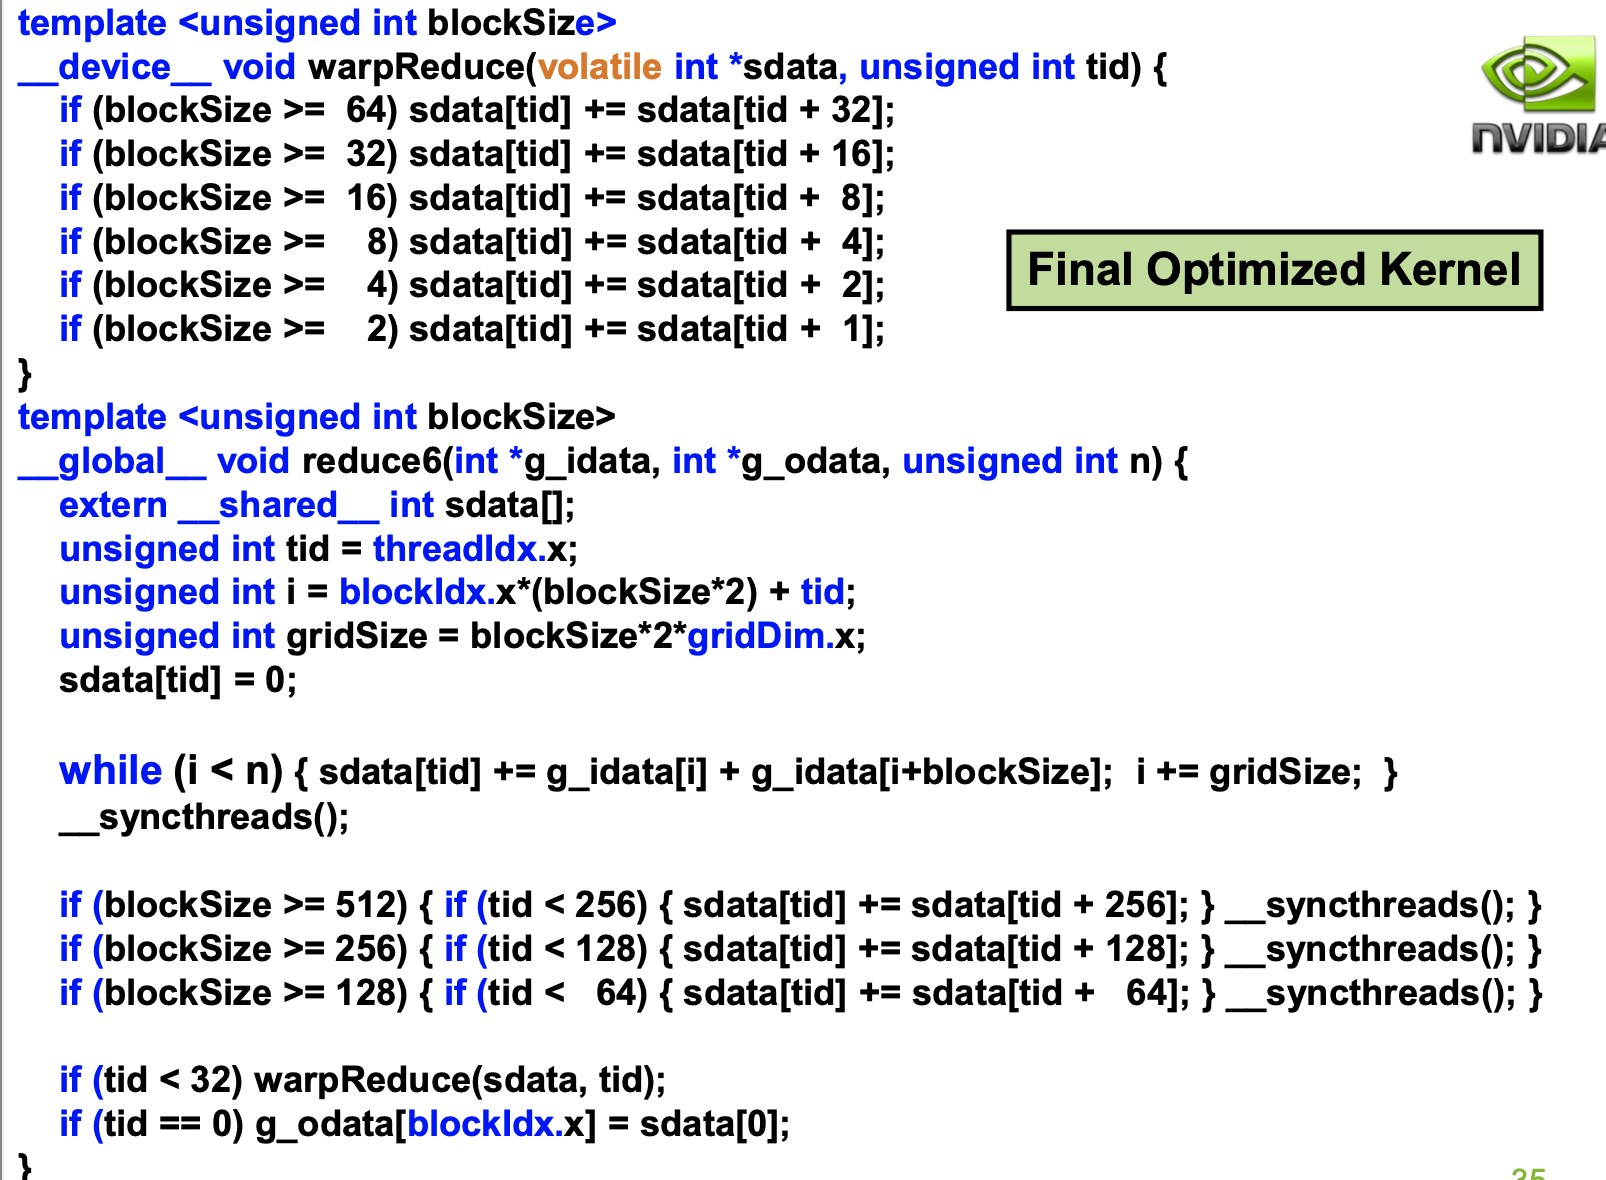 template <unsigned int blockSize>
__device__ void warpReduce(volatile int *sdata, unsigned int tid) {
if (blockSize >= 64) sdata[tid] += sdata[tid + 32];
if (blockSize >= 32) sdata[tid] += sdata[tid + 16];
if (blockSize >= 16) sdata[tid] += sdata[tid + 8];
if (blockSize >= 8) sdata[tid] += sdata[tid + 4];
if (blockSize >= 4) sdata[tid] += sdata[tid + 2];
if (blockSize >= 2) sdata[tid] += sdata[tid + 1];
}
NVIDIA
Final Optimized Kernel
template <unsigned int blockSize>
__global__ void reduce6(int *g_idata, int *g_odata, unsigned int n) {
extern __shared__ int sdata[];
unsigned int tid = threadIdx.x;
unsigned int i = blockIdx.x*(blockSize*2) + tid;
unsigned int gridSize = blockSize*2*gridDim.x;
sdata[tid] = 0;
while (i < n) { sdata[tid] += g_idata[i] + g_idata[i+blockSize]; i += gridSize; }
__syncthreads();
if (blockSize >= 512) { if (tid < 256) { sdata[tid] += sdata[tid + 256]; } __syncthreads(); }
if (blockSize >= 256) { if (tid < 128) { sdata[tid] += sdata[tid + 128]; } __syncthreads(); }
if (blockSize >= 128) { if (tid < 64) { sdata[tid] += sdata[tid + 64]; } __syncthreads(); }
if (tid < 32) warpReduce(sdata, tid);
if (tid == 0) g_odata[blockIdx.x] = sdata[0];
}
35